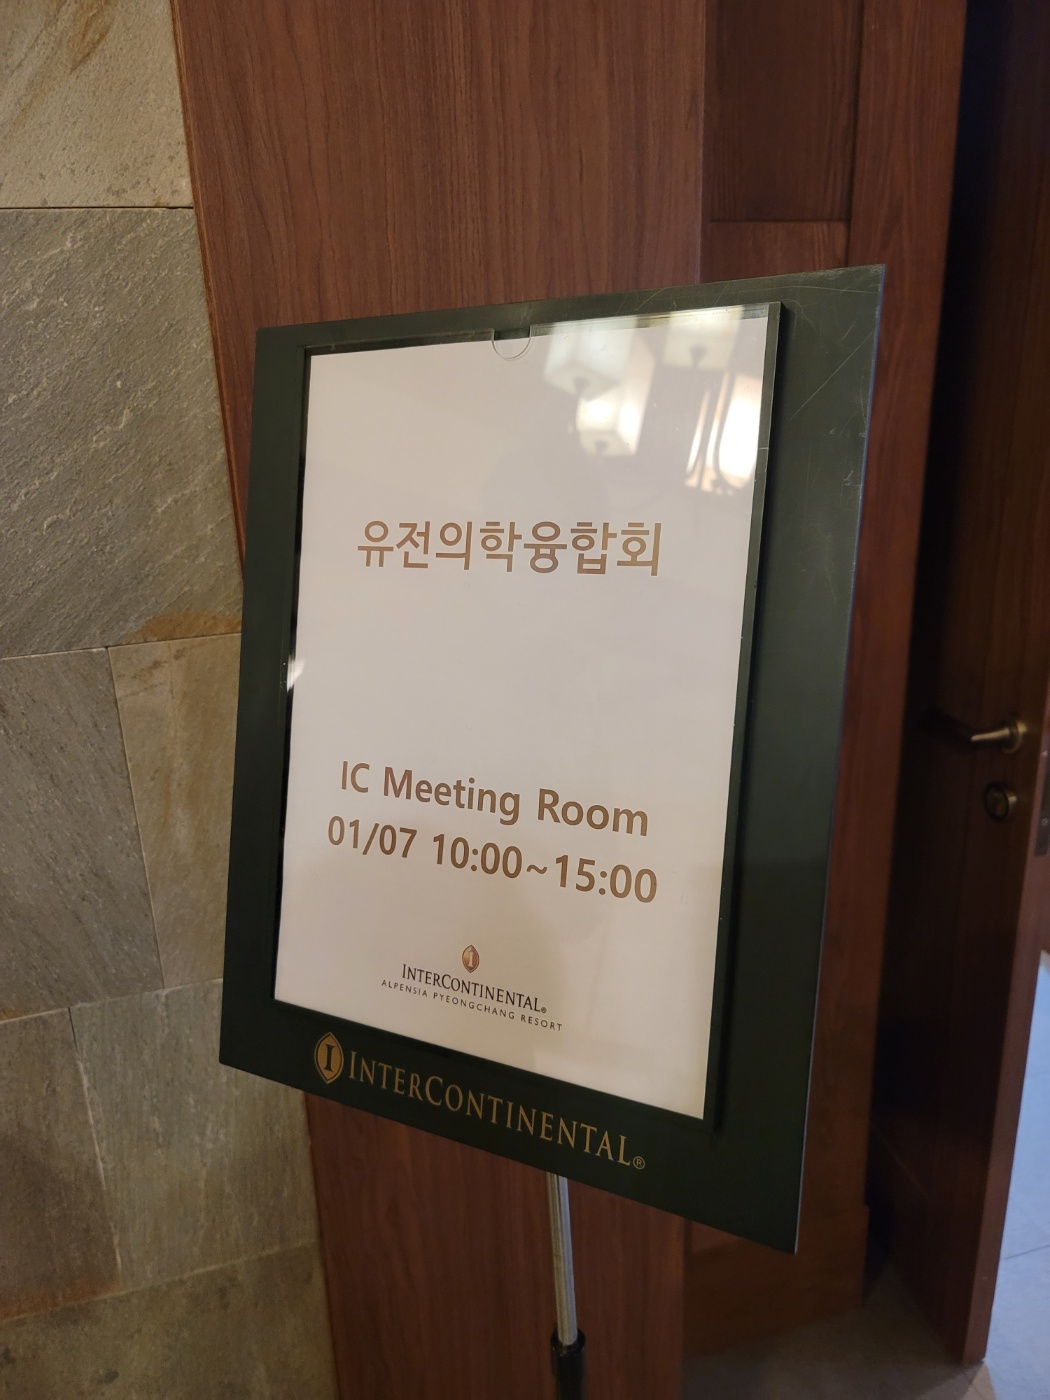 유전의학융합회
IC Meeting Room
01/07 10:00~15:00
INTERCONTINENTAL®
ALPENSIA PYEONGCHANG RESORT
I INTERCONTINENTAL®